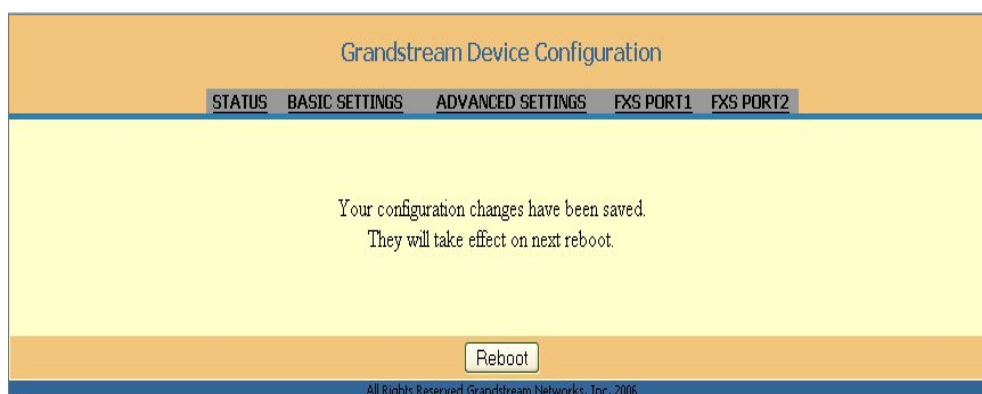 Grandstream Device Configuration
STATUS BASIC SETTINGS ADVANCED SETTINGS FXS PORT1 FXS PORT2
Your configuration changes have been saved.
They will take effect on next reboot.
Reboot
All Rights Reserved Grandstream Networks, Inc. 2006